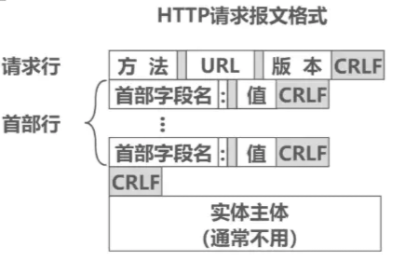 HTTP请求报文格式
请求行 方法 URL 版本 CRLF
首部字段名 : 值 CRLF
首部行 ⋮
首部字段名 : 值 CRLF
CRLF
实体主体
(通常不用)